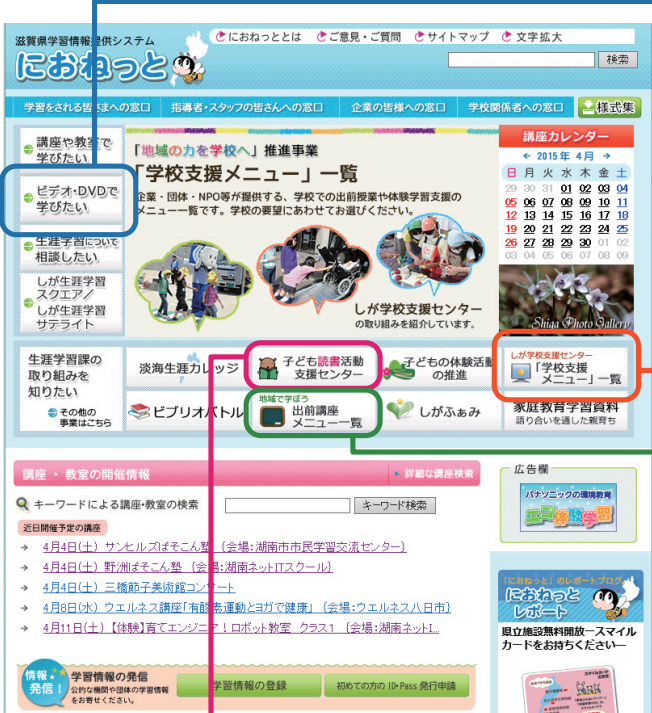 滋賀県学習情報提供システム
におねっと
におねっととは
ご意見・ご質問
サイトマップ
文字拡大
検索
学習をされる皆さまへの窓口
指導者・スタッフの皆さんへの窓口
企業の皆様への窓口
学校関係者への窓口
様式集
講座や教室で
学びたい
ビデオ・DVDで
学びたい
生涯学習について
相談したい
しが生涯学習
スクエア/
しが生涯学習
サテライト
「地域の力を学校へ」推進事業
「学校支援メニュー」一覧
企業・団体・NPO等が提供する、学校での出前授業や体験学習支援の
メニュー一覧です。学校の要望にあわせてお選びください。
しが学校支援センター
の取り組みを紹介しています。
講座カレンダー
← 2015年 4月 →
日 月 火 水 木 金 土
29 30 31 01 02 03 04
05 06 07 08 09 10 11
12 13 14 15 16 17 18
19 20 21 22 23 24 25
26 27 28 29 30 01 02
03 04 05 06 07 08 09
Shiga Photo Gallery
生涯学習課の
取り組みを
知りたい
その他の
事業はこちら
淡海生涯カレッジ
子ども読書活動
支援センター
子どもの体験活動
の推進
しが学校支援センター
「学校支援
メニュー」一覧
ビブリオバトル
地域で学ぼう
出前講座
メニュー一覧
しがふぁみ
家庭教育学習資料
語り合いを通した親育ち
講座・教室の開催情報
詳細な講座検索
キーワードによる講座・教室の検索
キーワード検索
近日開催予定の講座
→ 4月4日(土) サンヒルズぱそこん塾 (会場:湖南市市民学習交流センター)
→ 4月4日(土) 野洲ぱそこん塾 (会場:湖南ネットITスクール)
→ 4月4日(土) 三橋節子美術館コンサート
→ 4月8日(水) ウエルネス講座「有酸素運動とヨガで健康」 (会場:ウエルネス八日市)
→ 4月11日(土) 【体験】育てエンジニア!ロボット教室 クラス1 (会場:湖南ネットI...
情報
発信!
学習情報の発信
公的な機関や団体の学習情報
をお寄せください。
学習情報の登録
初めての方の ID・Pass 発行申請
広告欄
パナソニックの環境教育
エコ体験学習
「におねっと」のレポートブログ
におねっと
レポート
県立施設無料開放ースマイル
カードをお持ちください一